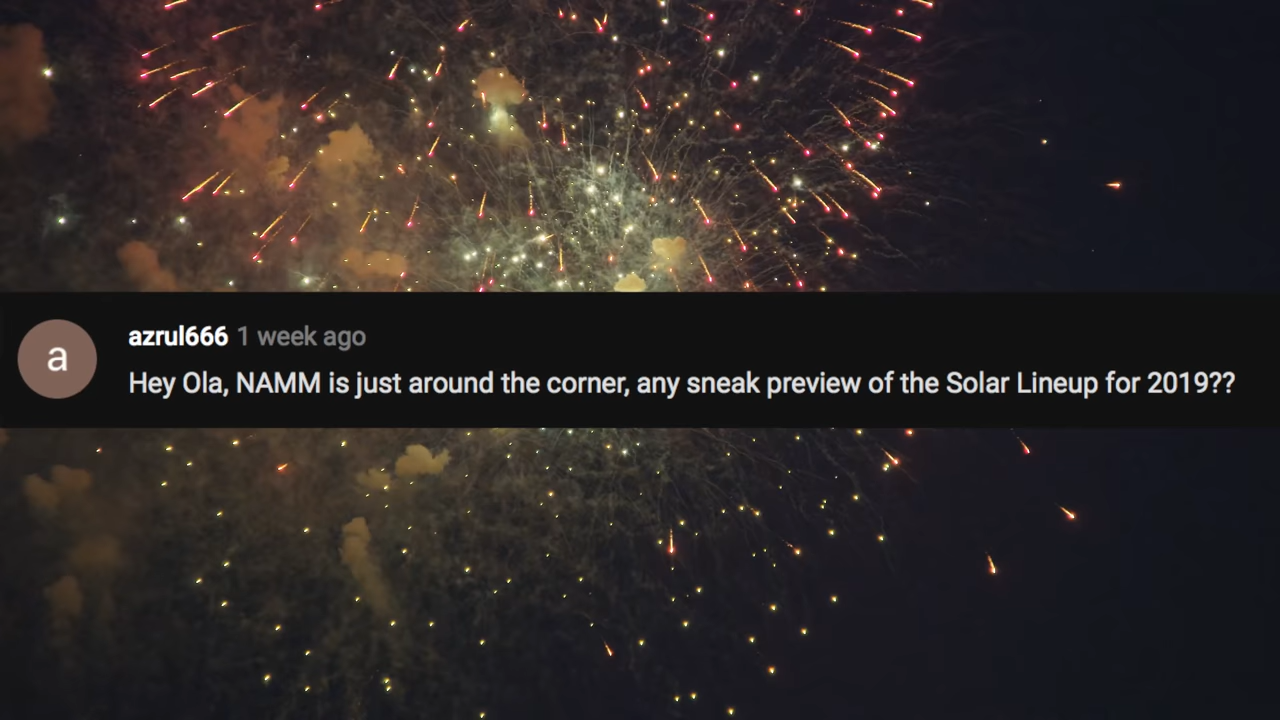 a
azrul666 1 week ago
Hey Ola, NAMM is just around the corner, any sneak preview of the Solar Lineup for 2019??